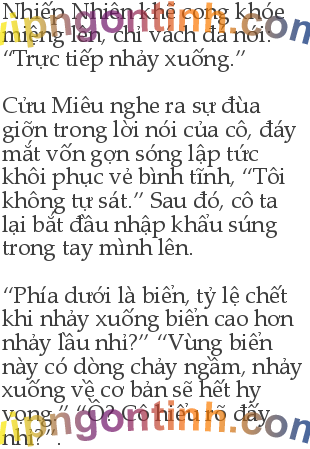 Nhiếp Nhiên khẽ cong khóe
miệng lên, chỉ vách đá nói:
“Trực tiếp nhảy xuống.”
Cửu Miêu nghe ra sự đùa
giỡn trong lời nói của cô, đáy
mắt vốn gợn sóng lập tức
khôi phục vẻ bình tĩnh, “Tôi
không tự sát.” Sau đó, cô ta
lại bắt đầu nhập khẩu súng
trong tay mình lên.
“Phía dưới là biển, tỷ lệ chết
khi nhảy xuống biển cao hơn
nhảy lầu nhỉ?” “Vùng biển
này có dòng chảy ngầm, nhảy
xuống về cơ bản sẽ hết hy
vọng.” “Ồ? Cô hiểu rõ đấy
nhỉ?”.
vipngontinh.com
vipngontinh.com